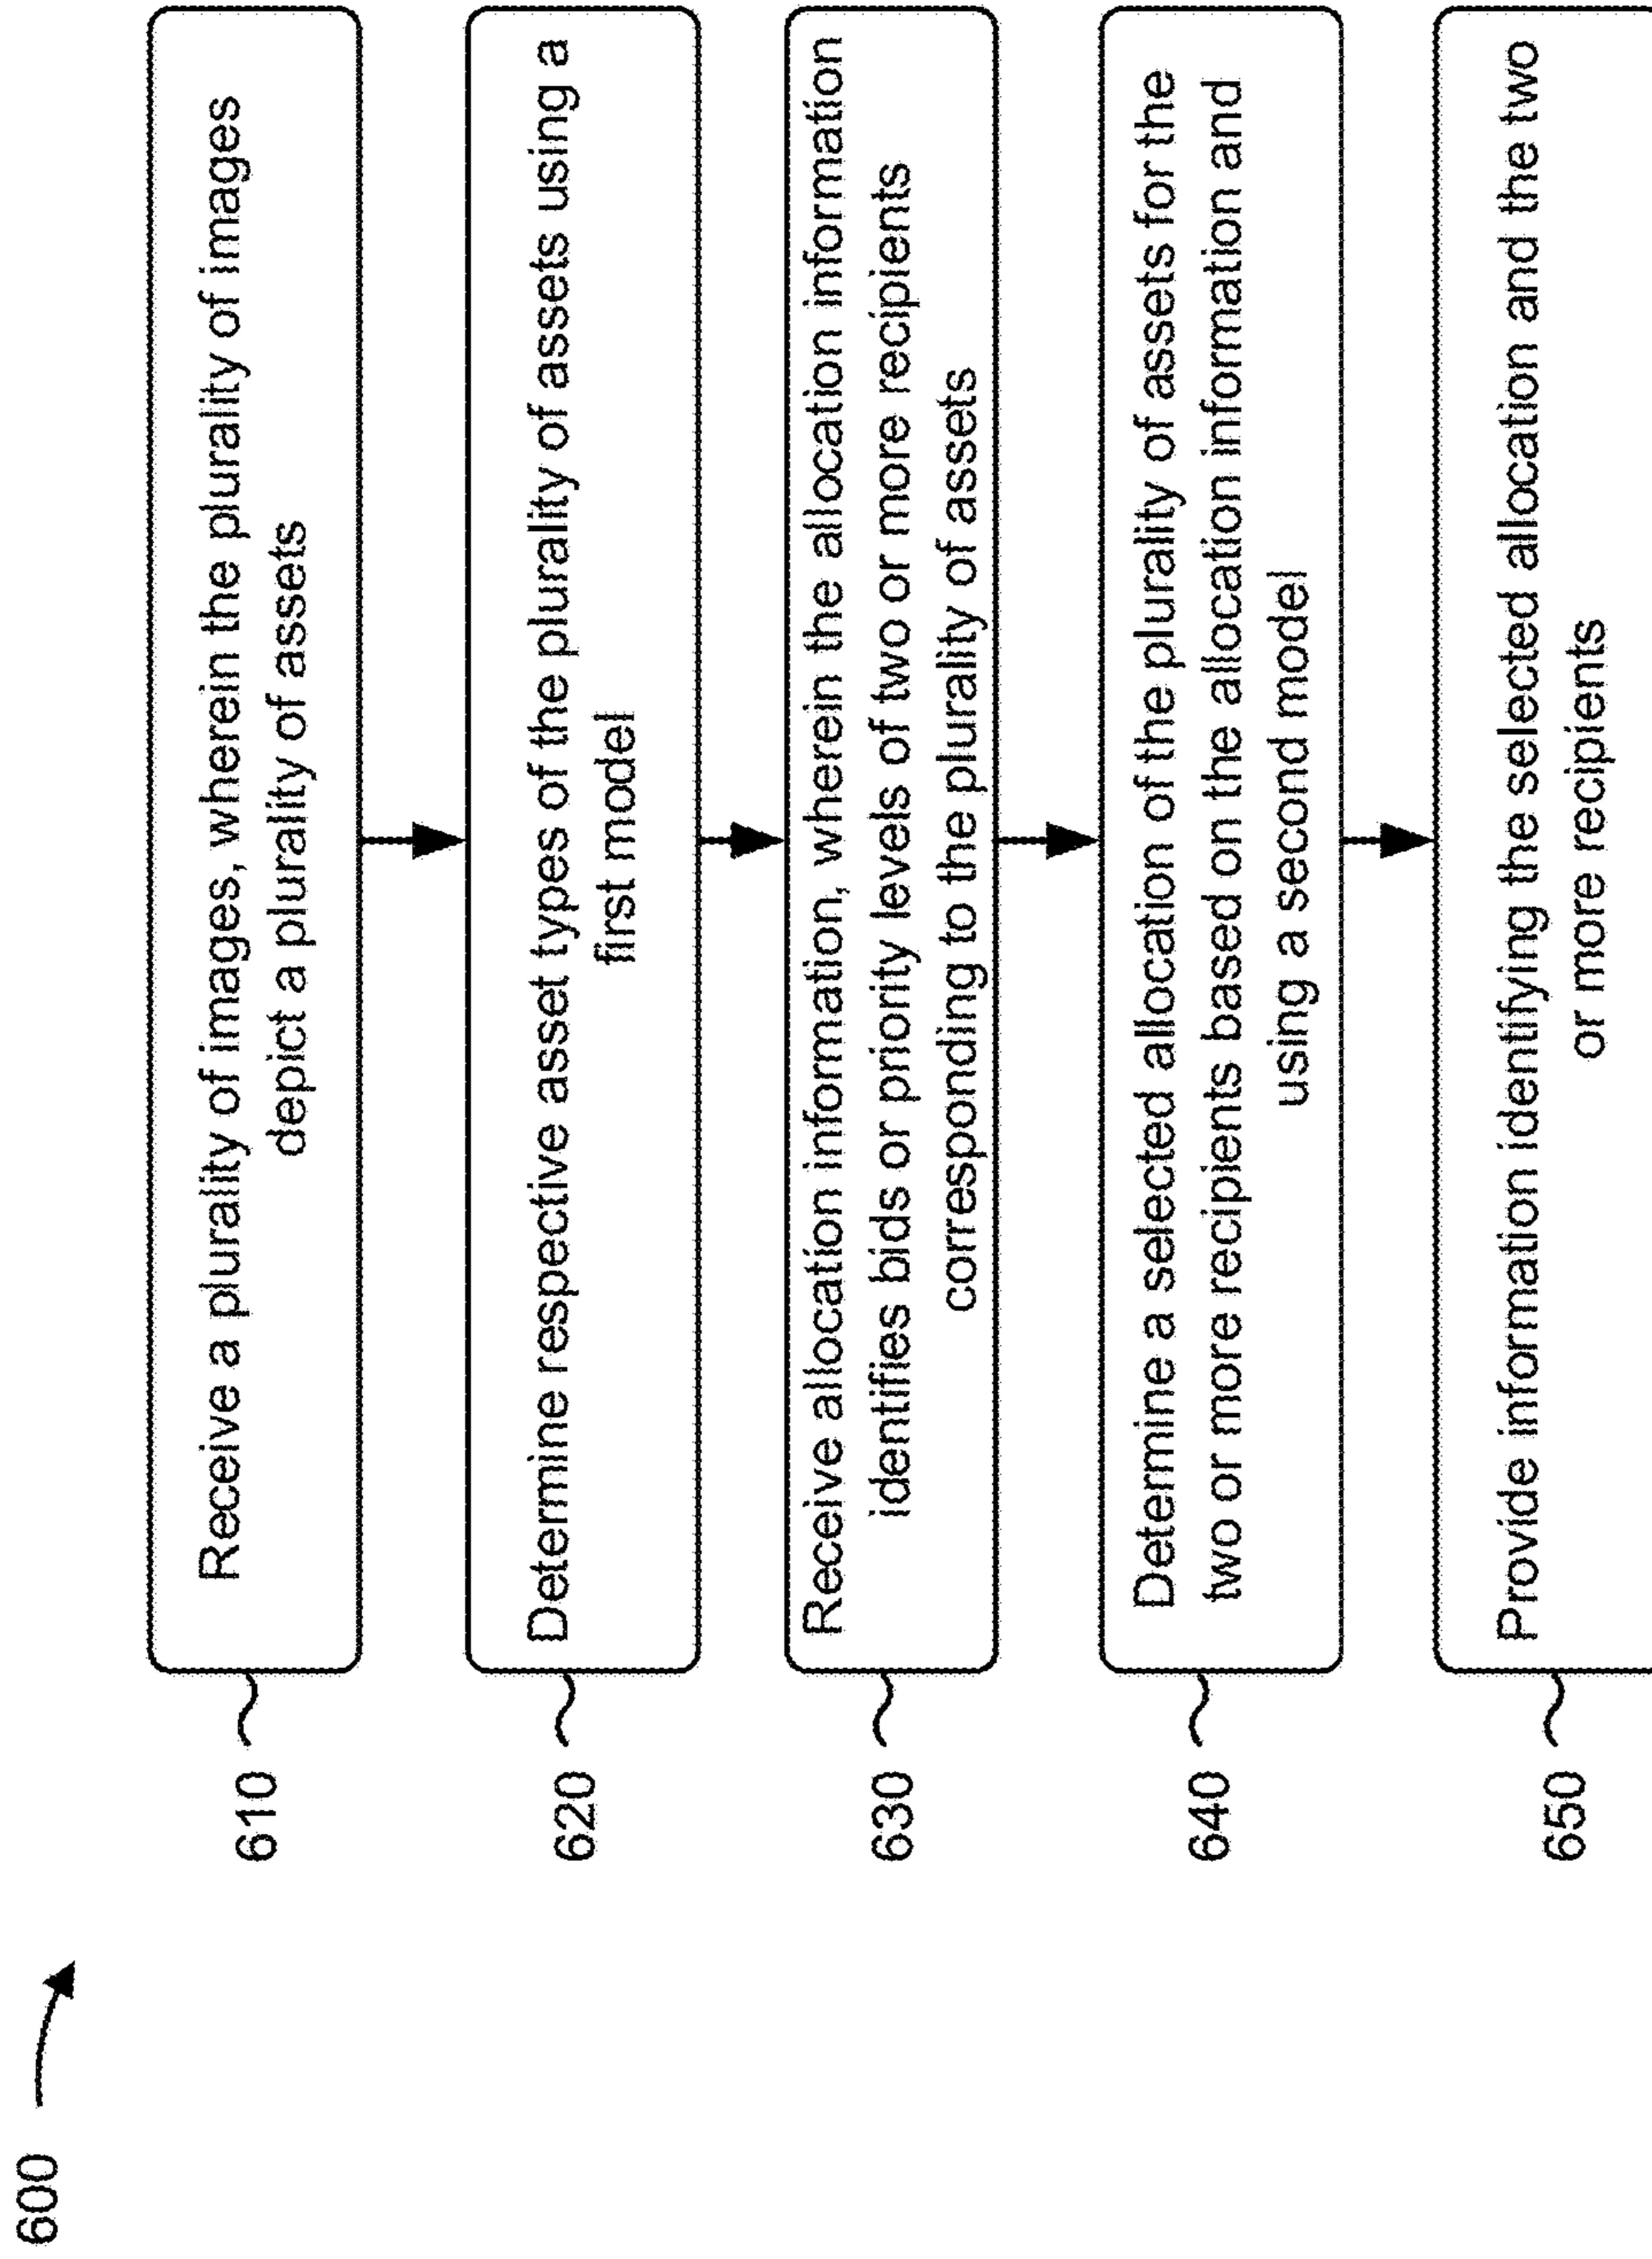 600
610
Receive a plurality of images, wherein the plurality of images
depict a plurality of assets
620
Determine respective asset types of the plurality of assets using a
first model
630
Receive allocation information, wherein the allocation information
identifies bids or priority levels of two or more recipients
corresponding to the plurality of assets
640
Determine a selected allocation of the plurality of assets for the
two or more recipients based on the allocation information and
using a second model
650
Provide information identifying the selected allocation and the two
or more recipients